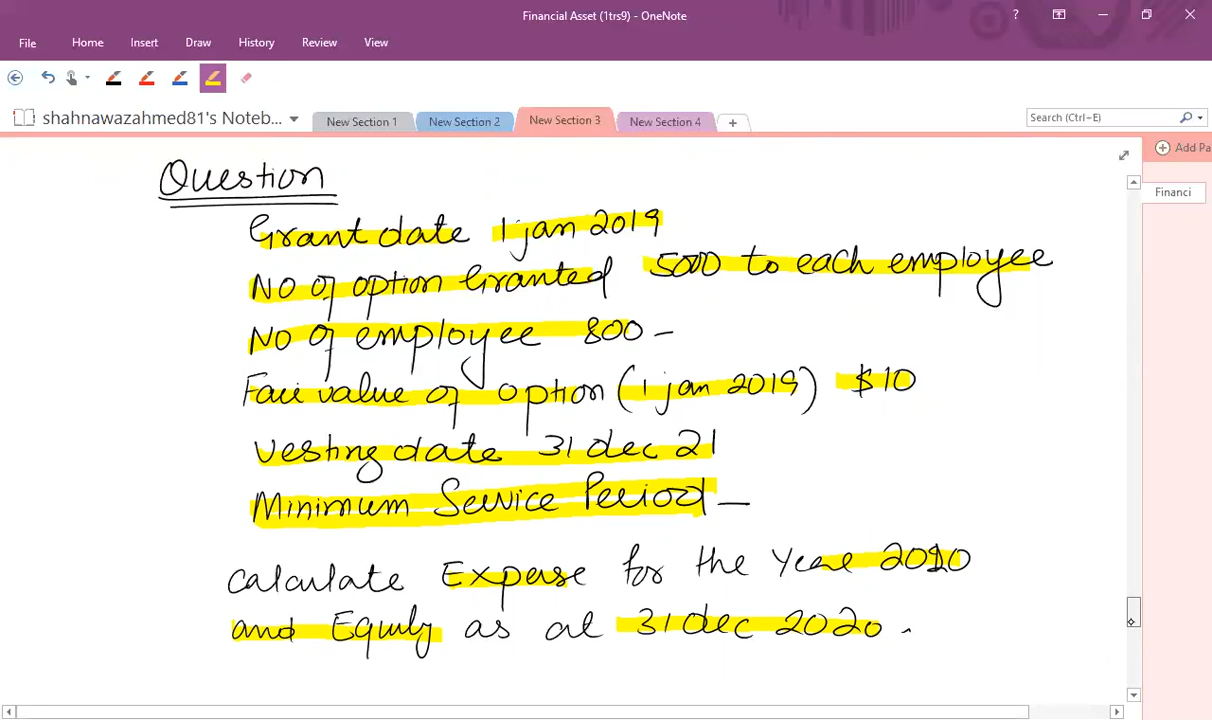 Financial Asset (1trs9) - OneNote
?
File Home Insert Draw History Review View
shahnawazahmed81's Noteb... New Section 1 New Section 2 New Section 3 New Section 4 + Search (Ctrl-E)
Add Pa
Financi
Question
Grant date 1 jan 2019
No of option Granted 5000 to each employee
No of employee 800 –
Fair value of option (1 jan 2019) $10
Vesting date 31 dec 21
Minimum Service Period –
Calculate Expense for the Year
and Equity as at 31 dec 2020.